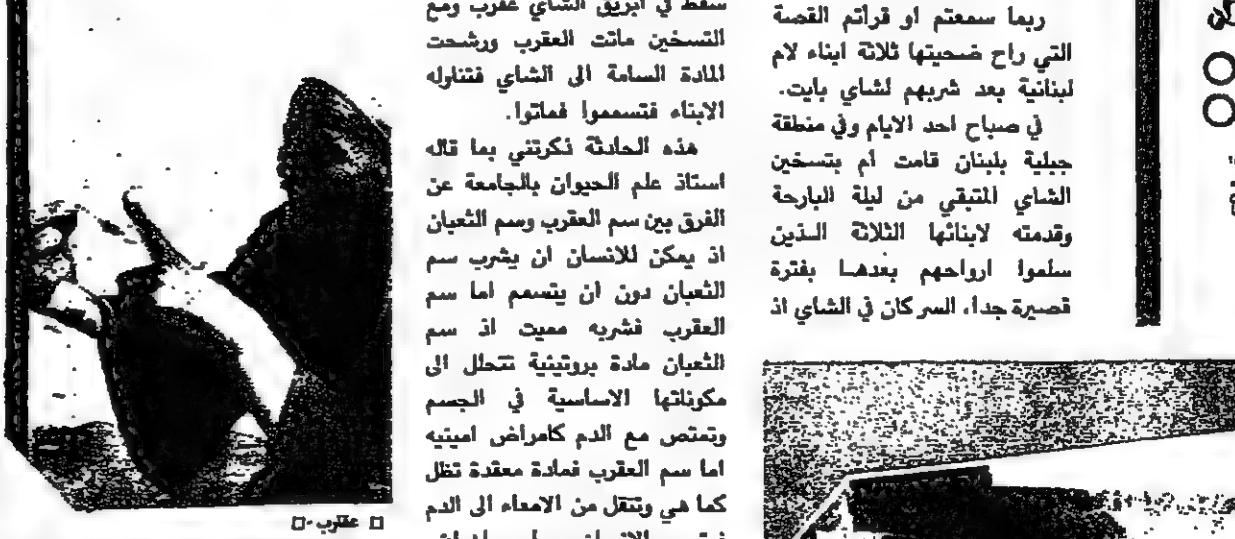 ربما سمعتم او قراتم القصة
التي راح ضحيتها ثلاثة ابناء لام
لبنانية بعد شربهم لشاي بايت.
في صباح احد الايام وفي منطقة
جبلية بلبنان قامت أم بتسخين
الشاي المتبقي من ليلة البارحة
وقدمته لابنائها الثلاثة الذين
سلموا ارواحهم بعدها بفترة
قصيرة جدا، السر كان في الشاي اذ
سقط في ابريق الشاي عقرب ومع
التسخين ماتت العقرب ورشحت
المادة السامة الى الشاي فتناوله
الابناء فتسمموا فماتوا.
هذه الحادثة ذكرتني بما قاله
استاذ علم الحيوان بالجامعة عن
الفرق بين سم العقرب وسم الثعبان
اذ يمكن للانسان ان يشرب سم
الثعبان دون ان يتسمم اما سم
العقرب فشربه مميت اذ سم
الثعبان مادة بروتينية تتحلل الى
مكوناتها الاساسية في الجسم
وتمتص مع الدم كامراض امينيه
اما سم العقرب فمادة معقدة تظل
كما هي وتنتقل من الامعاء الى الدم
□ عقرب -□